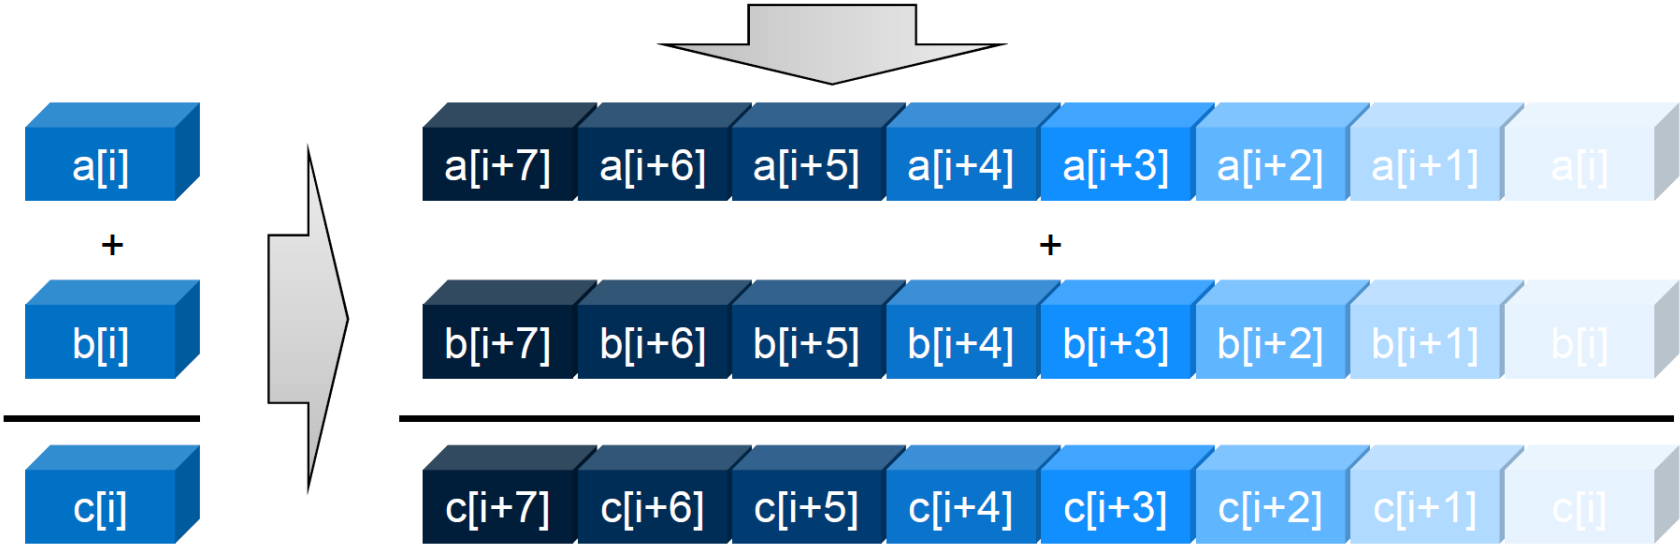 a[i] a[i+7] a[i+6] a[i+5] a[i+4] a[i+3] a[i+2] a[i+1] a[i]
+ +
b[i] b[i+7] b[i+6] b[i+5] b[i+4] b[i+3] b[i+2] b[i+1] b[i]
c[i] c[i+7] c[i+6] c[i+5] c[i+4] c[i+3] c[i+2] c[i+1] c[i]